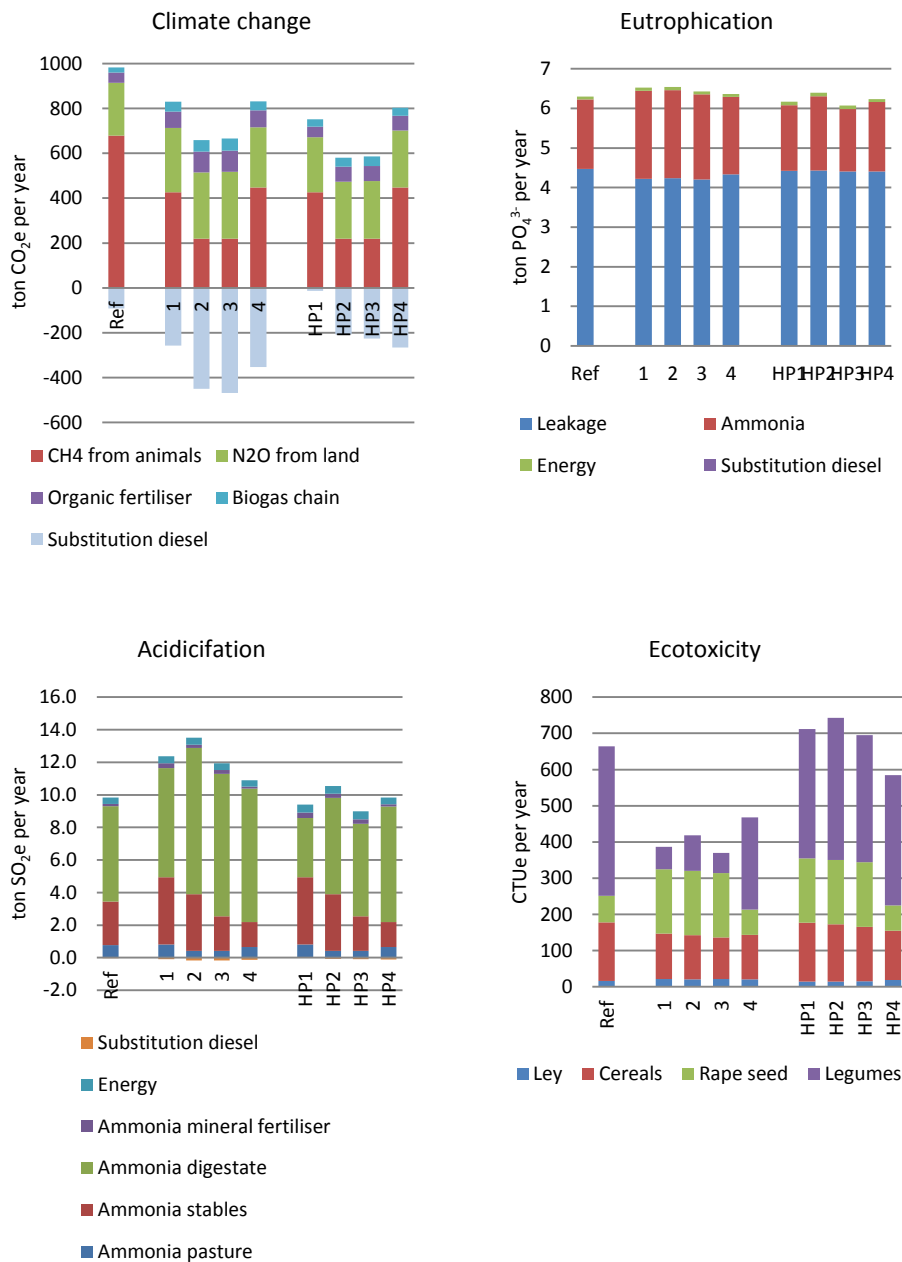 Climate change
1000
800
600
400
200
0
-200
-400
-600
ton CO₂e per year
Ref
1
2
3
4
HP1
HP2
HP3
HP4
CH4 from animals N2O from land
Organic fertiliser Biogas chain
Substitution diesel
Eutrophication
7
6
5
4
3
2
1
0
ton PO₄³⁻ per year
Ref 1 2 3 4 HP1 HP2 HP3 HP4
Leakage Ammonia
Energy Substitution diesel
Acidicifation
16.0
14.0
12.0
10.0
8.0
6.0
4.0
2.0
0.0
-2.0
ton SO₂e per year
Ref
1
2
3
4
HP1
HP2
HP3
HP4
Substitution diesel
Energy
Ammonia mineral fertiliser
Ammonia digestate
Ammonia stables
Ammonia pasture
Ecotoxicity
800
700
600
500
400
300
200
100
0
CTUe per year
Ref
1
2
3
4
HP1
HP2
HP3
HP4
Ley Cereals Rape seed Legumes